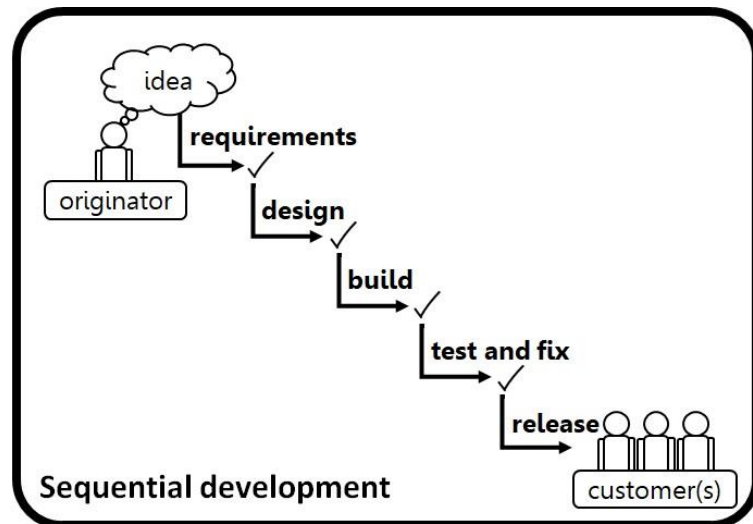 idea
requirements
originator
design
build
test and fix
release
Sequential development
customer(s)